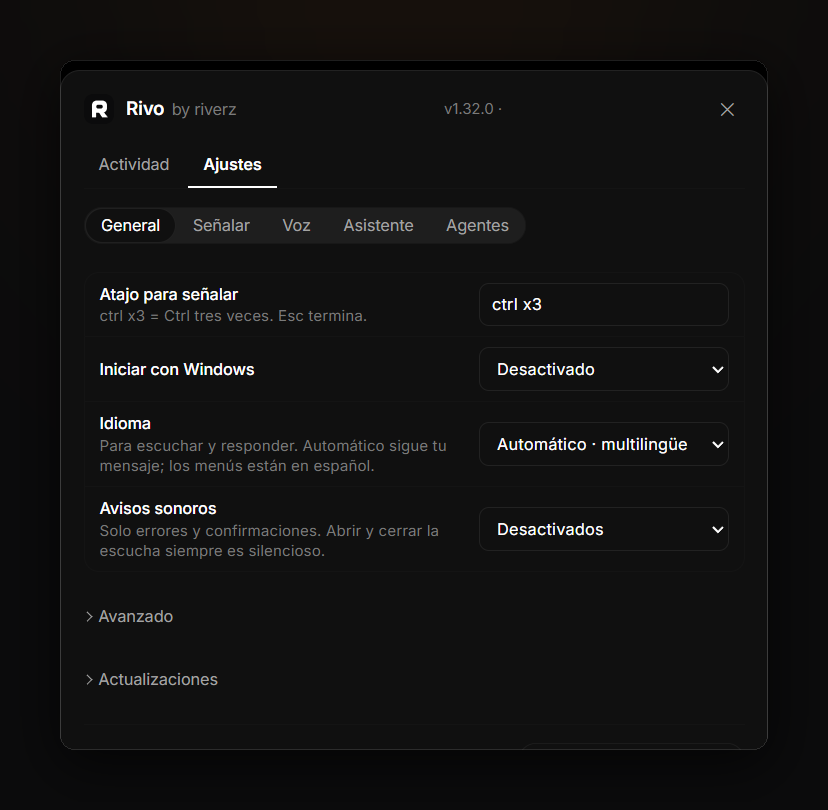 R Rivo by riverz v1.32.0 ·
Actividad Ajustes
General Señalar Voz Asistente Agentes
Atajo para señalar
ctrl x3 = Ctrl tres veces. Esc termina.
ctrl x3
Iniciar con Windows
Desactivado
Idioma
Para escuchar y responder. Automático sigue tu
mensaje; los menús están en español.
Automático · multilingüe
Avisos sonoros
Solo errores y confirmaciones. Abrir y cerrar la
escucha siempre es silencioso.
Desactivados
Avanzado
Actualizaciones